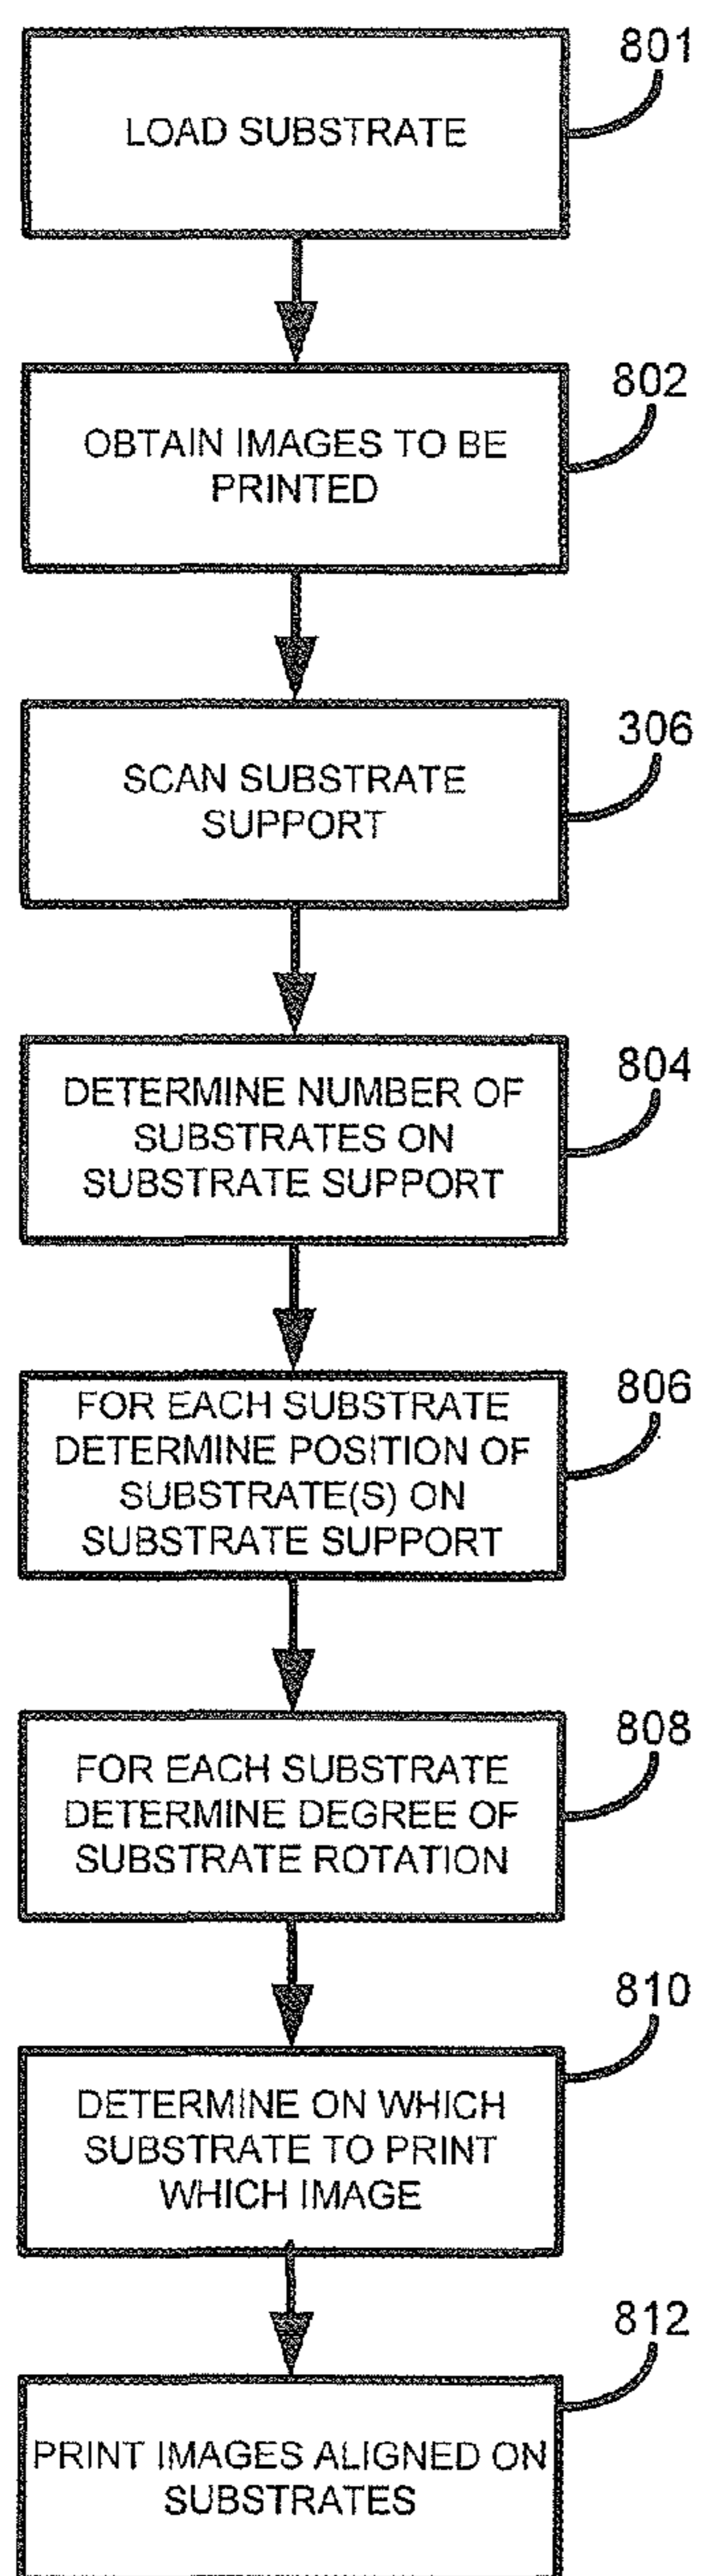 801
LOAD SUBSTRATE
802
OBTAIN IMAGES TO BE
PRINTED
306
SCAN SUBSTRATE
SUPPORT
804
DETERMINE NUMBER OF
SUBSTRATES ON
SUBSTRATE SUPPORT
806
FOR EACH SUBSTRATE
DETERMINE POSITION OF
SUBSTRATE(S) ON
SUBSTRATE SUPPORT
808
FOR EACH SUBSTRATE
DETERMINE DEGREE OF
SUBSTRATE ROTATION
810
DETERMINE ON WHICH
SUBSTRATE TO PRINT
WHICH IMAGE
812
PRINT IMAGES ALIGNED ON
SUBSTRATES